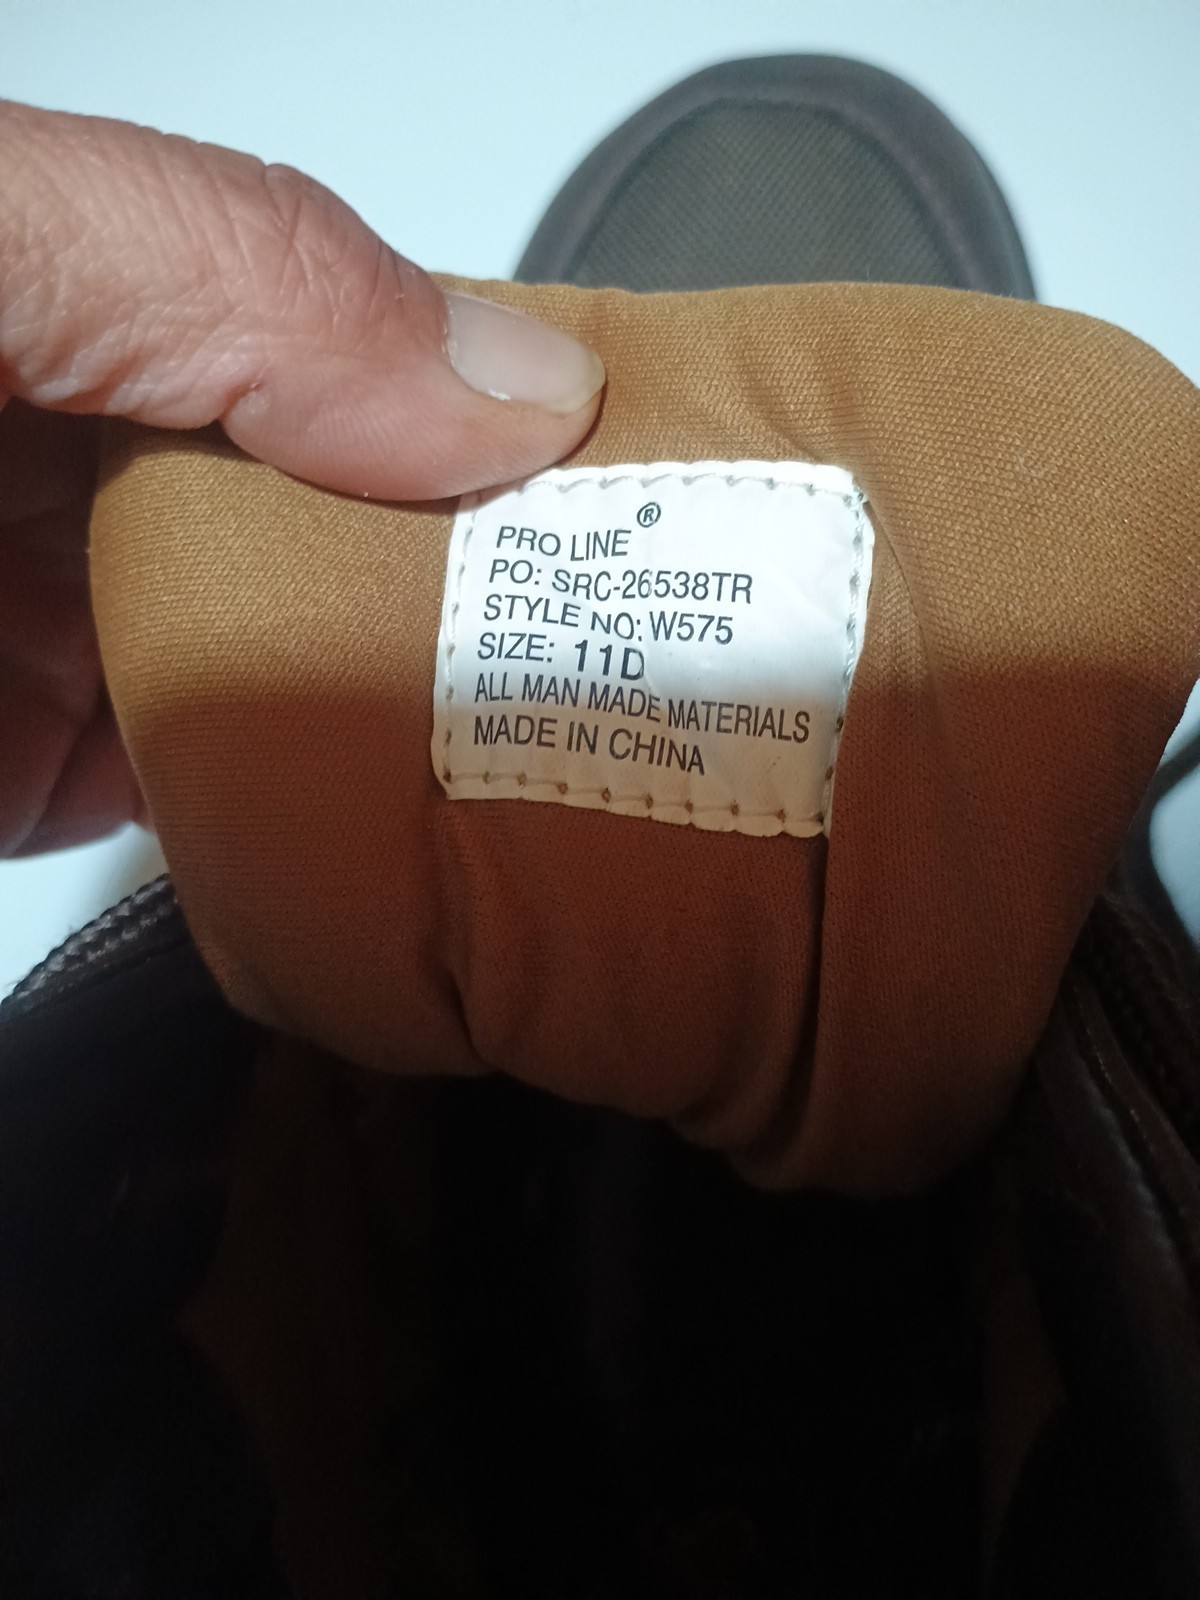 PRO LINE®
PO: SRC-26538TR
STYLE NO: W575
SIZE: 11D
ALL MAN MADE MATERIALS
MADE IN CHINA